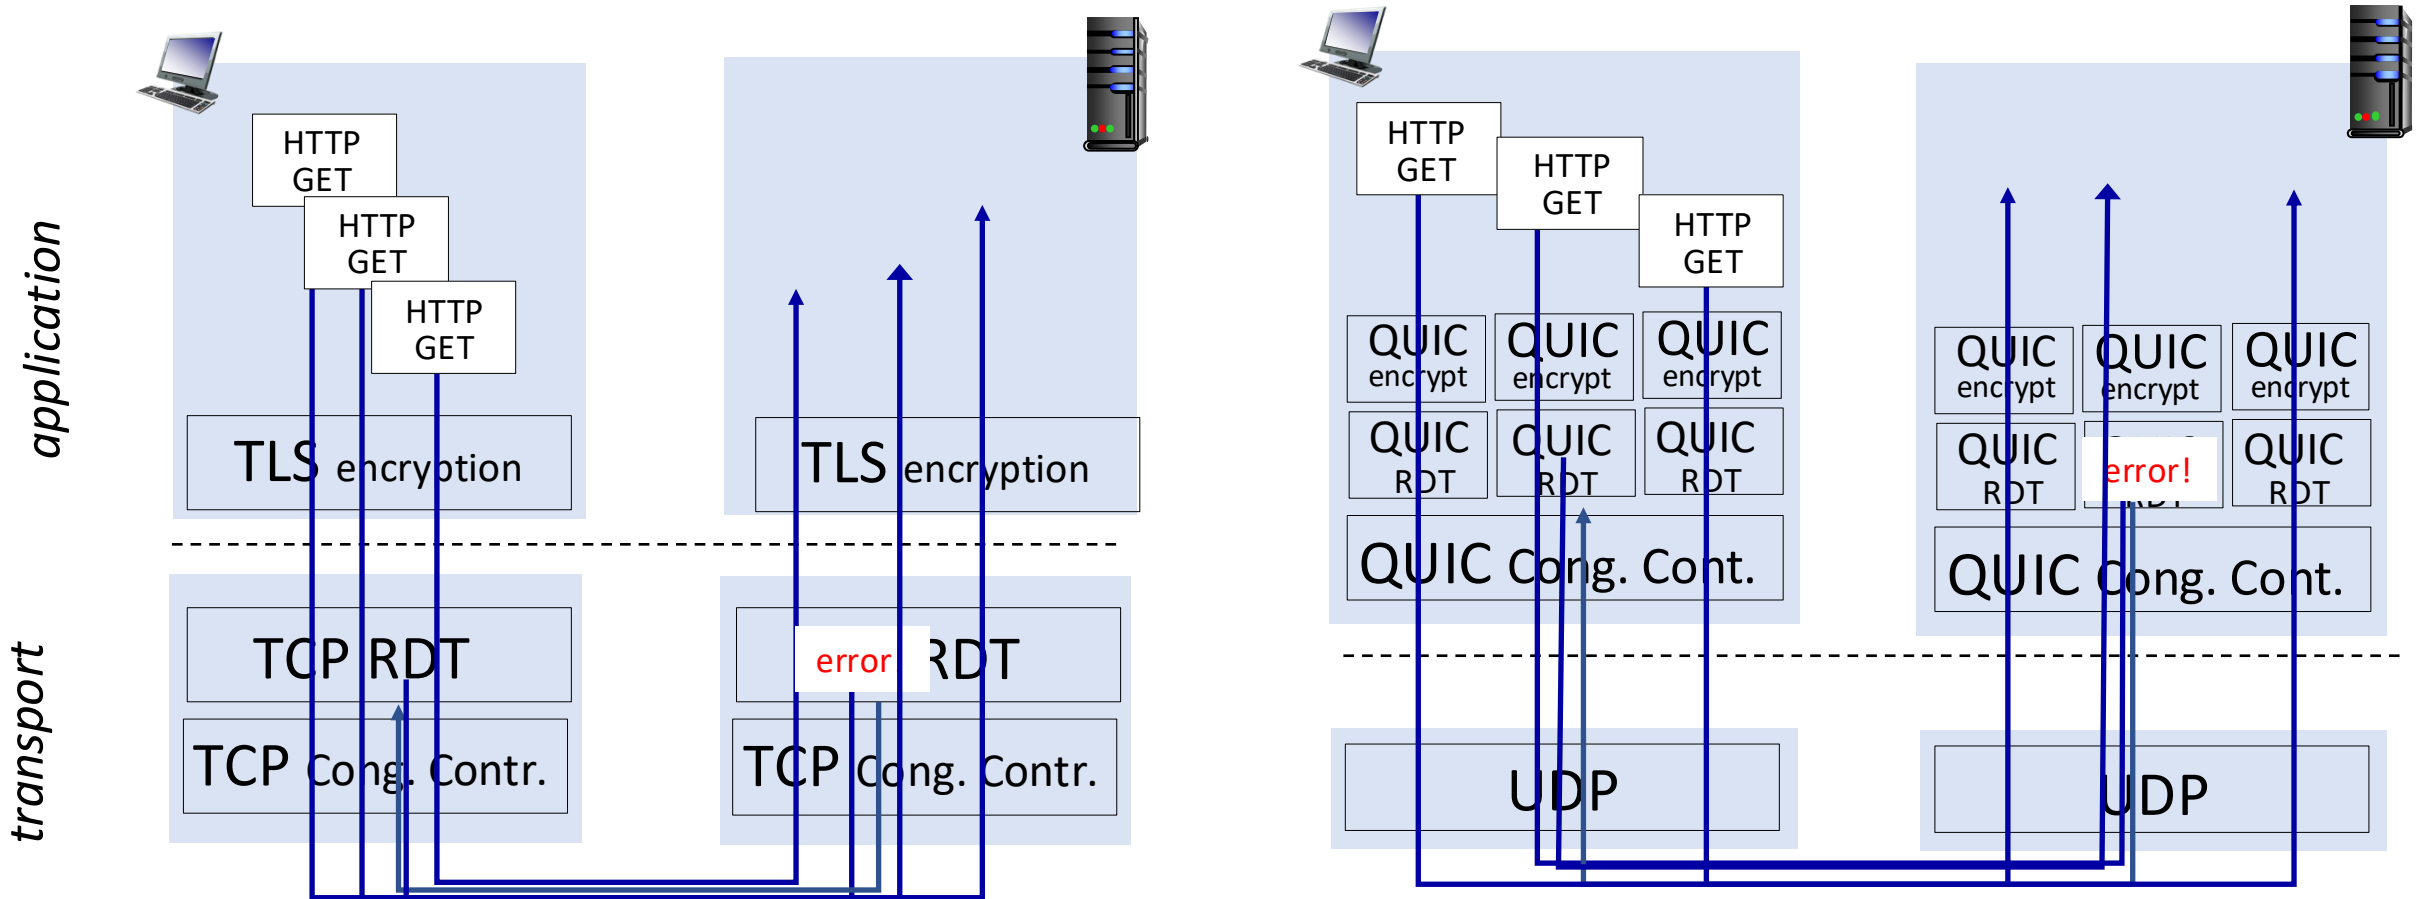 application
transport
HTTP
GET
HTTP
GET
HTTP
GET
TLS encryption
TLS encryption
TCP RDT
error
RDT
TCP Cong. Contr.
TCP Cong. Contr.
HTTP
GET
HTTP
GET
HTTP
GET
QUIC
encrypt
QUIC
encrypt
QUIC
encrypt
QUIC
RDT
QUIC
RDT
QUIC
RDT
QUIC Cong. Cont.
UDP
QUIC
encrypt
QUIC
encrypt
QUIC
encrypt
QUIC
RDT
error!
QUIC
RDT
QUIC Cong. Cont.
UDP